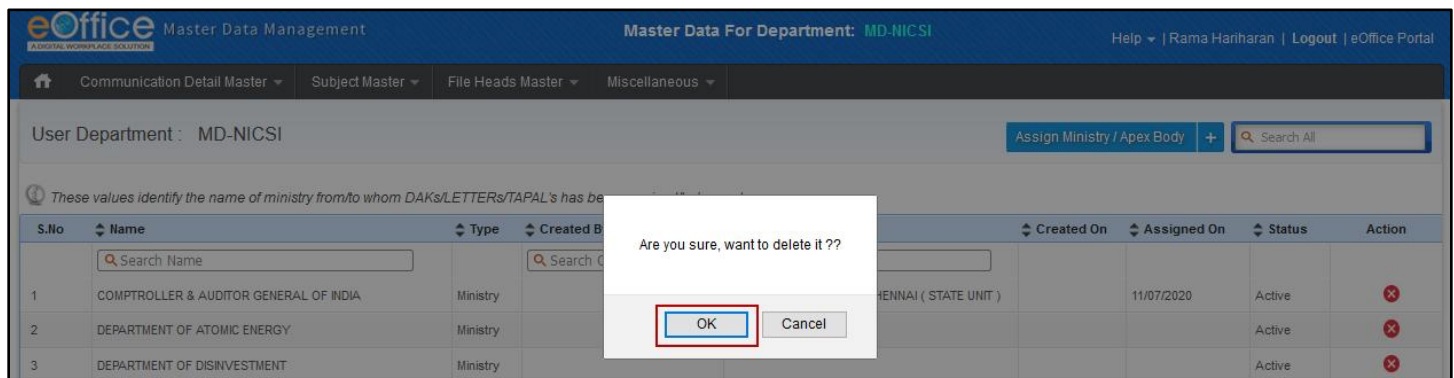 eOffice Master Data Management Master Data For Department: MD-NICSI Help | Rama Hariharan | Logout | eOffice Portal
A DIGITAL WORKPLACE SOLUTION
Communication Detail Master Subject Master File Heads Master Miscellaneous
User Department : MD-NICSI Assign Ministry / Apex Body + Search All
These values identify the name of ministry from/to whom DAKs/LETTERs/TAPAL's has
S.No Name Type Created Created On Assigned On Status Action
Are you sure, want to delete it ??
Search Name Search
1 COMPTROLLER & AUDITOR GENERAL OF INDIA Ministry ( STATE UNIT ) 11/07/2020 Active
OK Cancel
2 DEPARTMENT OF ATOMIC ENERGY Ministry Active
3 DEPARTMENT OF DISINVESTMENT Ministry Active